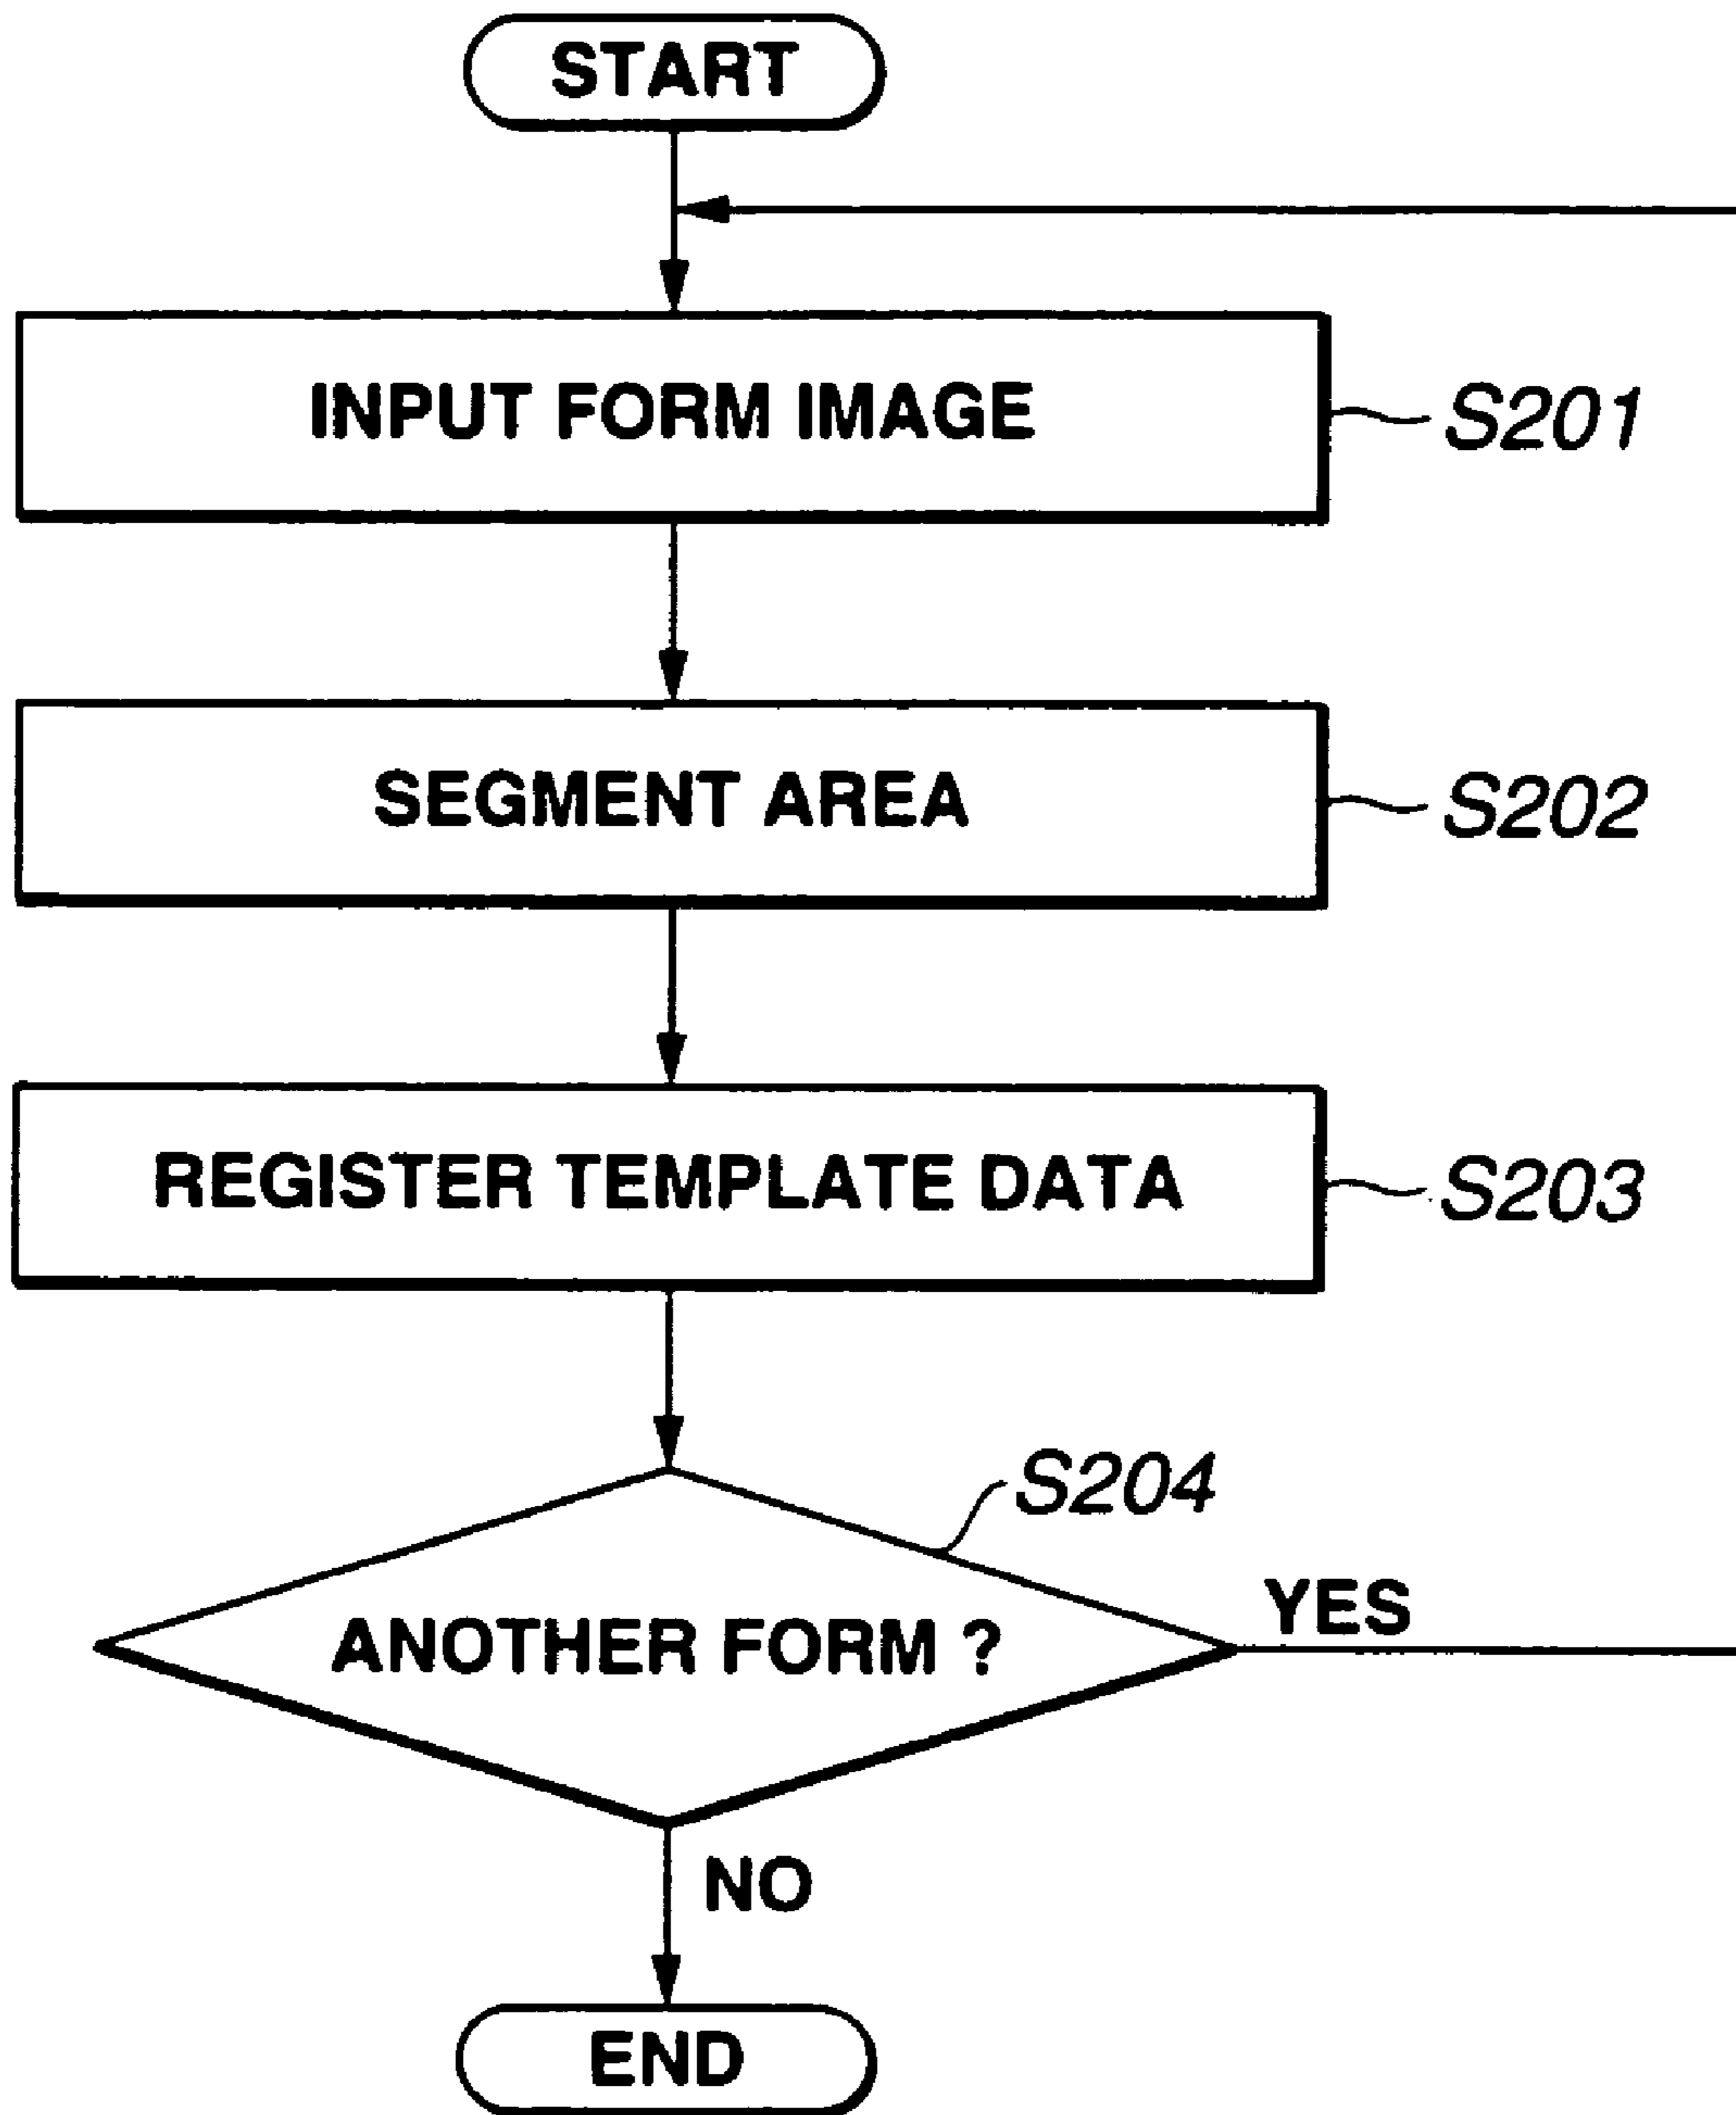 START
INPUT FORM IMAGE
S201
SEGMENT AREA
S202
REGISTER TEMPLATE DATA
S203
S204
ANOTHER FORM ?
YES
NO
END